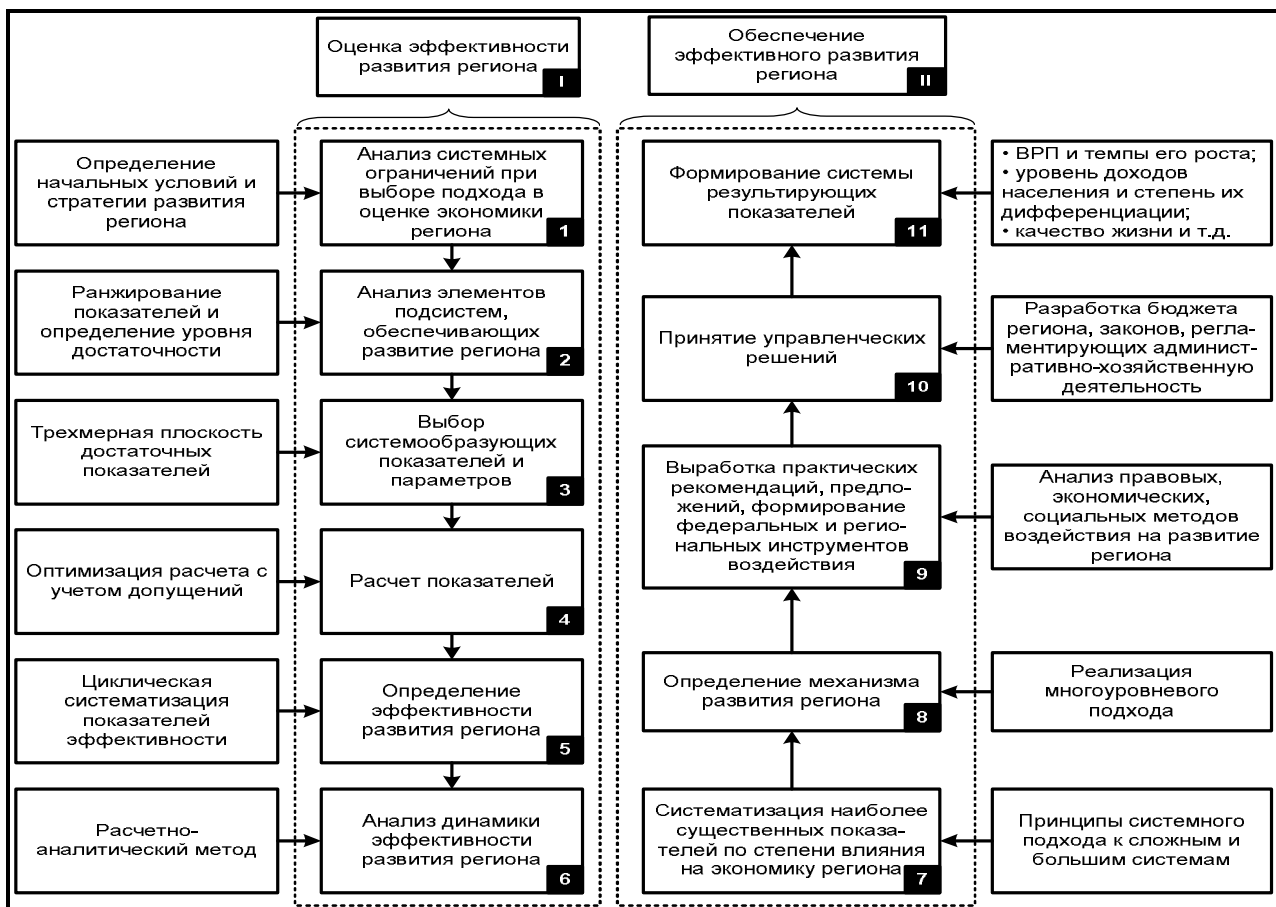 Оценка эффективности
развития региона
I
Обеспечение
эффективного развития
региона
II
Определение
начальных условий и
стратегии развития
региона
Анализ системных
ограничений при
выборе подхода в
оценке экономики
региона
1
Формирование системы
результирующих
показателей
11
• ВРП и темпы его роста;
• уровень доходов
населения и степень их
дифференциации;
• качество жизни и т.д.
Ранжирование
показателей и
определение уровня
достаточности
Анализ элементов
подсистем,
обеспечивающих
развитие региона
2
Принятие управленческих
решений
10
Разработка бюджета
региона, законов, регла-
ментирующих админист-
ративно-хозяйственную
деятельность
Трехмерная плоскость
достаточных
показателей
Выбор
системообразующих
показателей и
параметров
3
Выработка практических
рекомендаций, предло-
жений, формирование
федеральных и регио-
нальных инструментов
воздействия
9
Анализ правовых,
экономических,
социальных методов
воздействия на развитие
региона
Оптимизация расчета с
учетом допущений
Расчет показателей
4
Циклическая
систематизация
показателей
эффективности
Определение
эффективности
развития региона
5
Определение механизма
развития региона
8
Реализация
многоуровневого
подхода
Расчетно-
аналитический метод
Анализ динамики
эффективности
развития региона
6
Систематизация наиболее
существенных показа-
телей по степени влияния
на экономику региона
7
Принципы системного
подхода к сложным и
большим системам